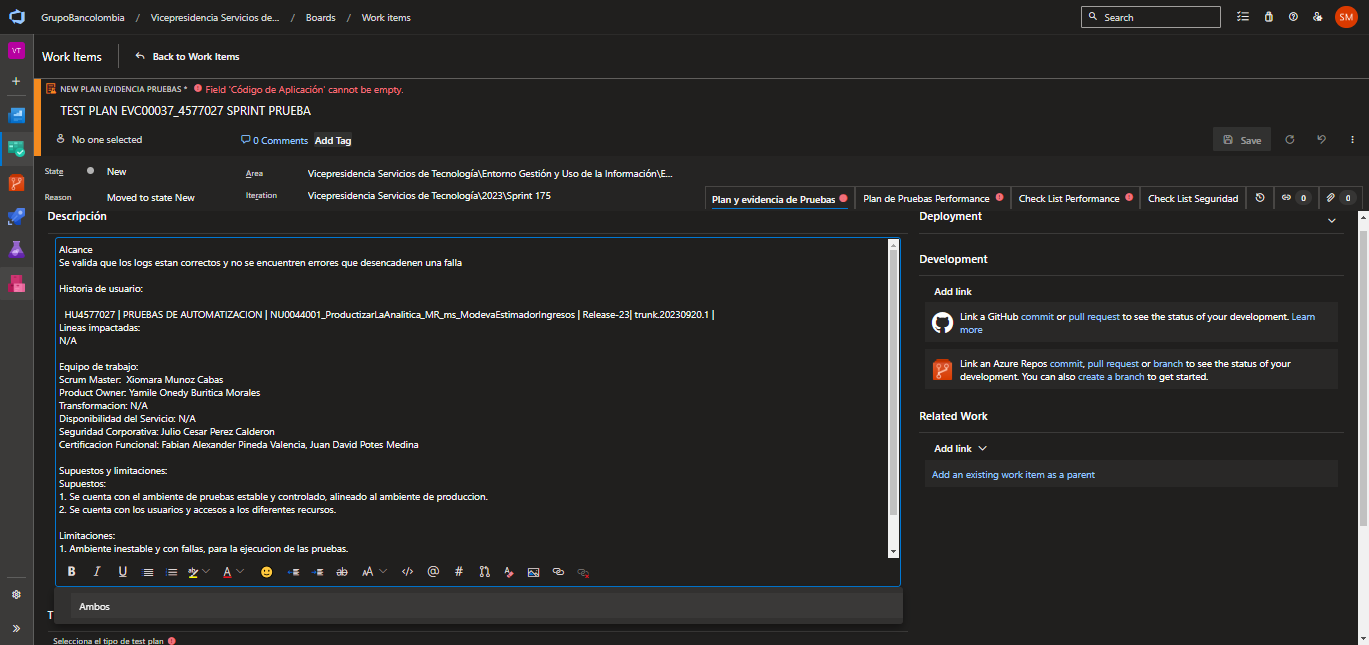 GrupoBancolombia / Vicepresidencia Servicios de... / Boards / Work items
Search
SM
VT
Work Items
Back to Work Items
NEW PLAN EVIDENCIA PRUEBAS * Field 'Código de Aplicación' cannot be empty.
TEST PLAN EVC00037_4577027 SPRINT PRUEBA
No one selected
0 Comments
Add Tag
Save
State
New
Area
Vicepresidencia Servicios de Tecnología\Entorno Gestión y Uso de la Información\E...
Reason
Moved to state New
Iteration
Vicepresidencia Servicios de Tecnología\2023\Sprint 175
Plan y evidencia de Pruebas
Plan de Pruebas Performance
Check List Performance
Check List Seguridad
0
0
Descripción
Alcance
Se valida que los logs estan correctos y no se encuentren errores que desencadenen una falla
Historia de usuario:
HU4577027 | PRUEBAS DE AUTOMATIZACION | NU0044001_ProductizarLaAnalitica_MR_ms_ModevaEstimadorIngresos | Release-23| trunk.20230920.1 |
Lineas impactadas:
N/A
Equipo de trabajo:
Scrum Master: Xiomara Munoz Cabas
Product Owner: Yamile Onedy Buritica Morales
Transformacion: N/A
Disponibilidad del Servicio: N/A
Seguridad Corporativa: Julio Cesar Perez Calderon
Certificacion Funcional: Fabian Alexander Pineda Valencia, Juan David Potes Medina
Supuestos y limitaciones:
Supuestos:
1. Se cuenta con el ambiente de pruebas estable y controlado, alineado al ambiente de produccion.
2. Se cuenta con los usuarios y accesos a los diferentes recursos.
Limitaciones:
1. Ambiente inestable y con fallas, para la ejecucion de las pruebas.
Ambos
T
Selecciona el tipo de test plan
Deployment
Development
Add link
Link a GitHub commit or pull request to see the status of your development. Learn
more
Link an Azure Repos commit, pull request or branch to see the status of your
development. You can also create a branch to get started.
Related Work
Add link
Add an existing work item as a parent